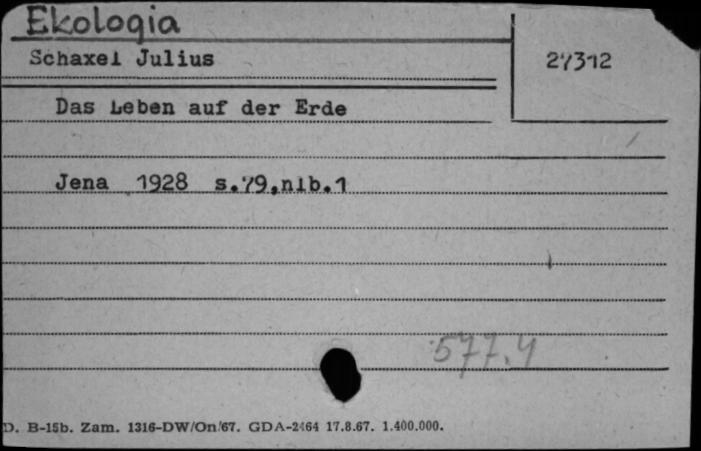 Ekologia
Schaxel Julius
27312
Das Leben auf der Erde
Jena 1928 s.79,nlb.1
577.4
D. B-15b. Zam. 1316-DW/On/67. GDA-2464 17.8.67. 1.400.000.